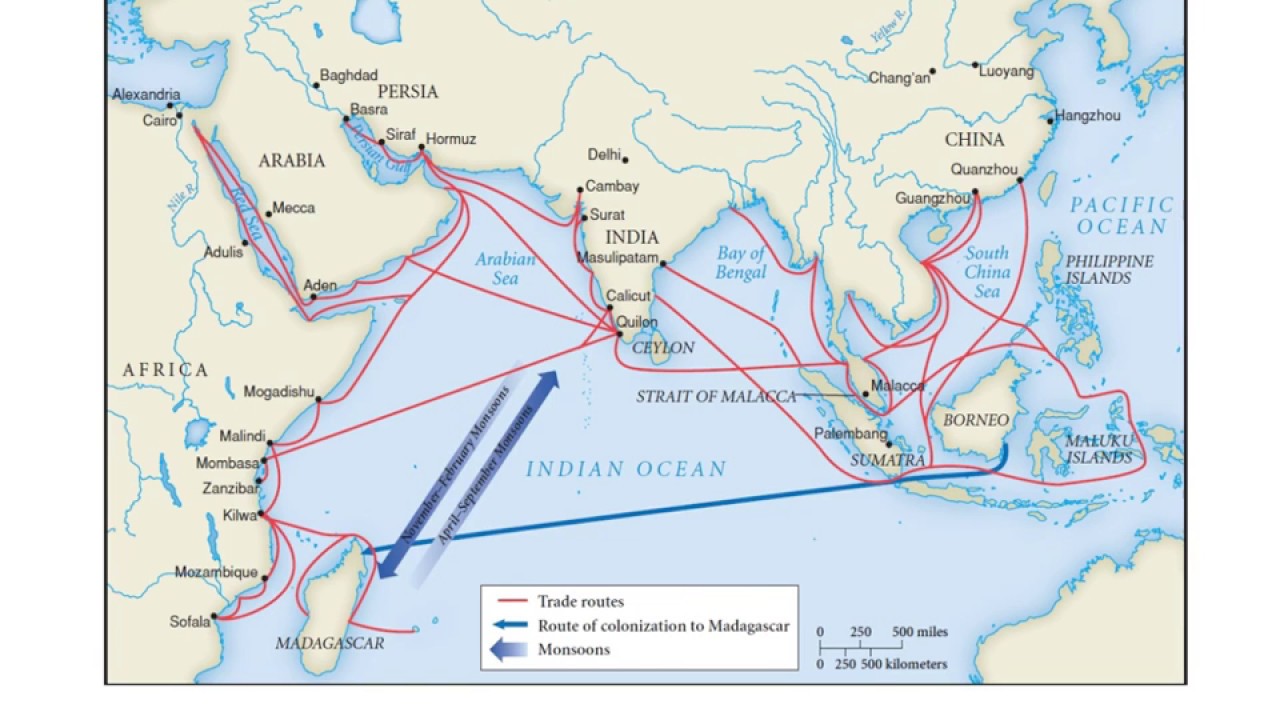 Yellow R.
Chang'an
Luoyang
Baghdad
PERSIA
Alexandria
Cairo
Basra
Siraf
Hormuz
Persian Gulf
Hangzhou
CHINA
ARABIA
Delhi
Quanzhou
Nile R.
Red Sea
Mecca
Cambay
Guangzhou
PACIFIC
OCEAN
Surat
Adulis
INDIA
Masulipatam
Arabian
Sea
Bay of
Bengal
South
China
Sea
PHILIPPINE
ISLANDS
Aden
Calicut
Quilon
CEYLON
AFRICA
Mogadishu
STRAIT OF MALACCA
Malacca
BORNEO
Malindi
Mombasa
Zanzibar
Kilwa
Palembang
SUMATRA
MALUKU
ISLANDS
INDIAN OCEAN
November–February Monsoons
April–September Monsoons
Mozambique
Sofala
MADAGASCAR
Trade routes
Route of colonization to Madagascar
Monsoons
0 250 500 miles
0 250 500 kilometers